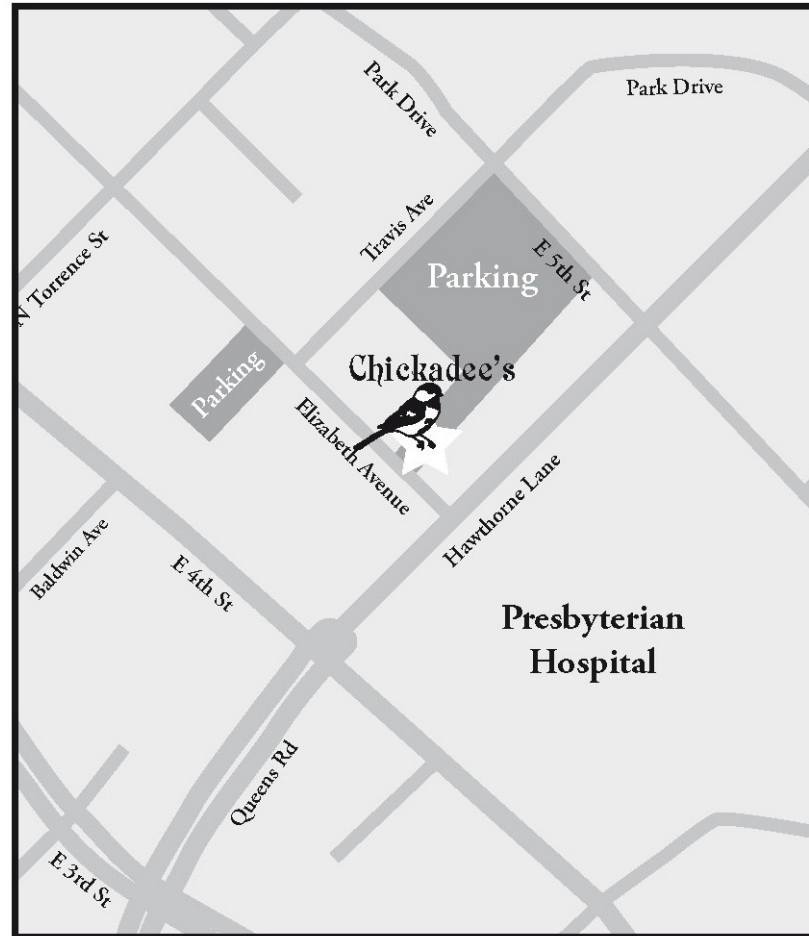 Park Drive
Park Drive
Travis Ave
E 5th St
Parking
N Torrence St
Chickadee's
Parking
Elizabeth Avenue
Hawthorne Lane
Baldwin Ave
E 4th St
Presbyterian
Hospital
Queens Rd
E 3rd St